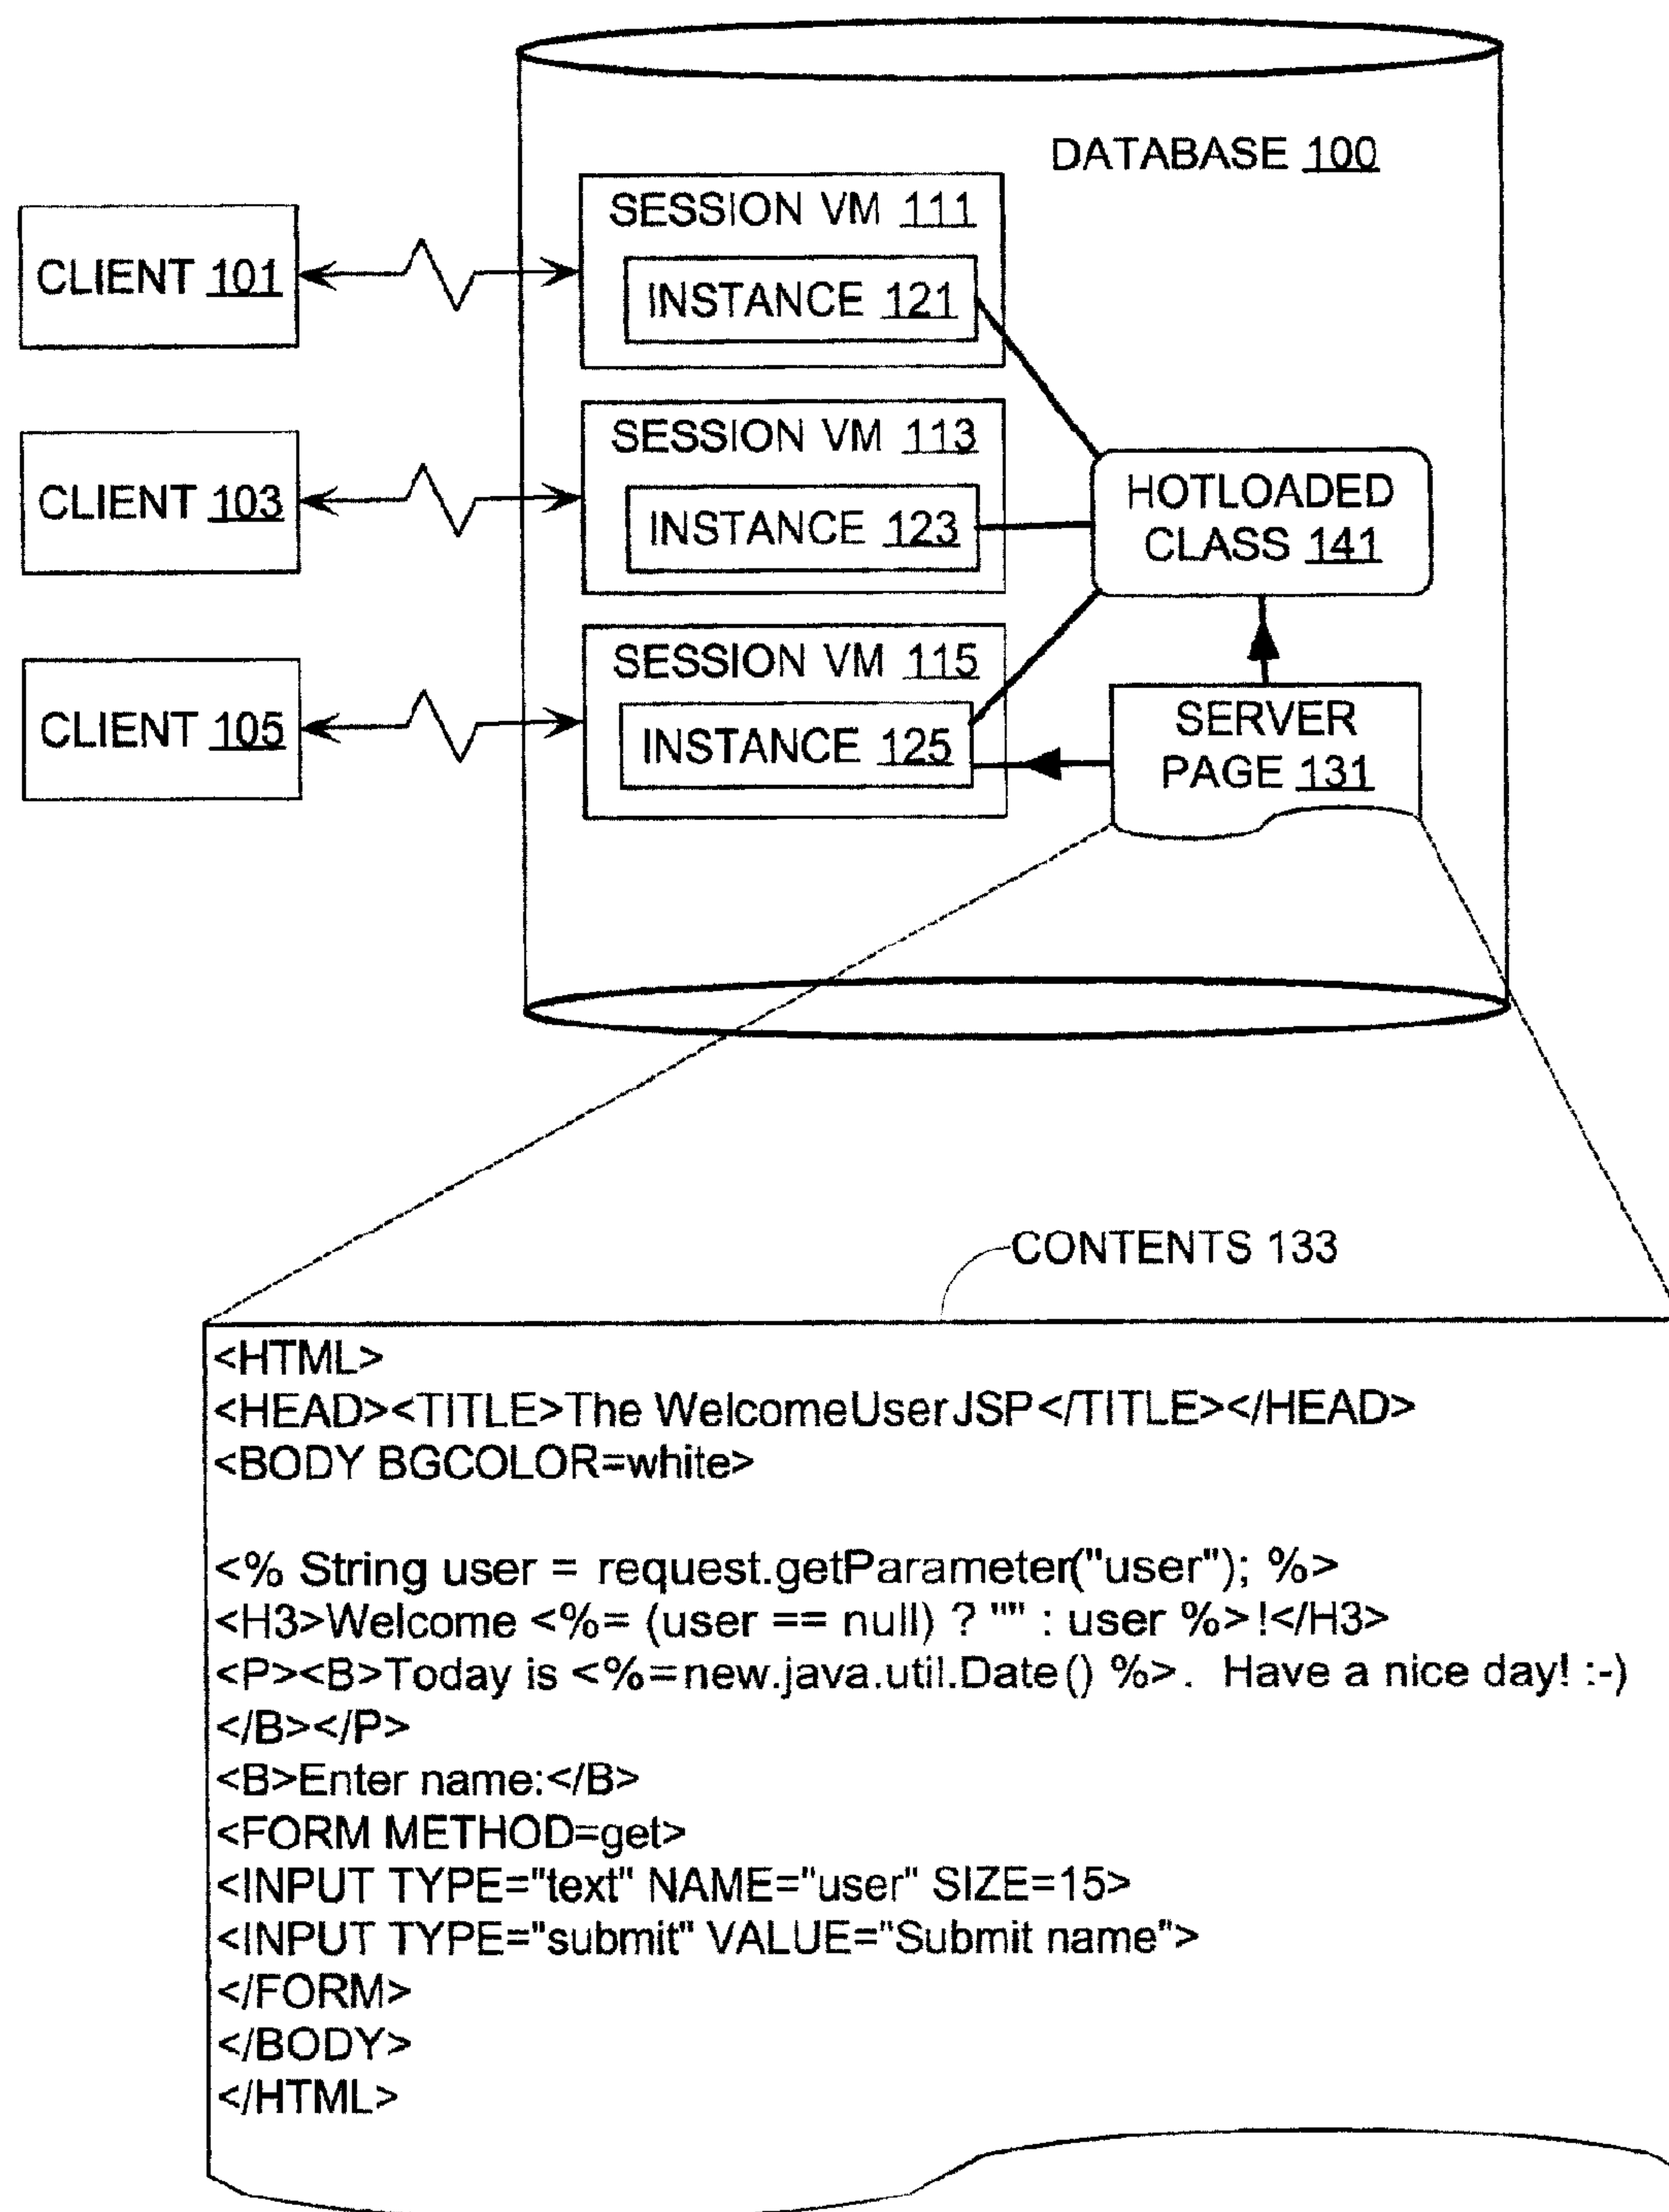 DATABASE 100
CLIENT 101
SESSION VM 111
INSTANCE 121
CLIENT 103
SESSION VM 113
INSTANCE 123
HOTLOADED
CLASS 141
CLIENT 105
SESSION VM 115
INSTANCE 125
SERVER
PAGE 131
CONTENTS 133
<HTML>
<HEAD><TITLE>The WelcomeUserJSP</TITLE></HEAD>
<BODY BGCOLOR=white>
<% String user = request.getParameter("user"); %>
<H3>Welcome <%= (user == null) ? "" : user %>!</H3>
<P><B>Today is <%=new.java.util.Date() %>. Have a nice day! :-)
</B></P>
<B>Enter name:</B>
<FORM METHOD=get>
<INPUT TYPE="text" NAME="user" SIZE=15>
<INPUT TYPE="submit" VALUE="Submit name">
</FORM>
</BODY>
</HTML>